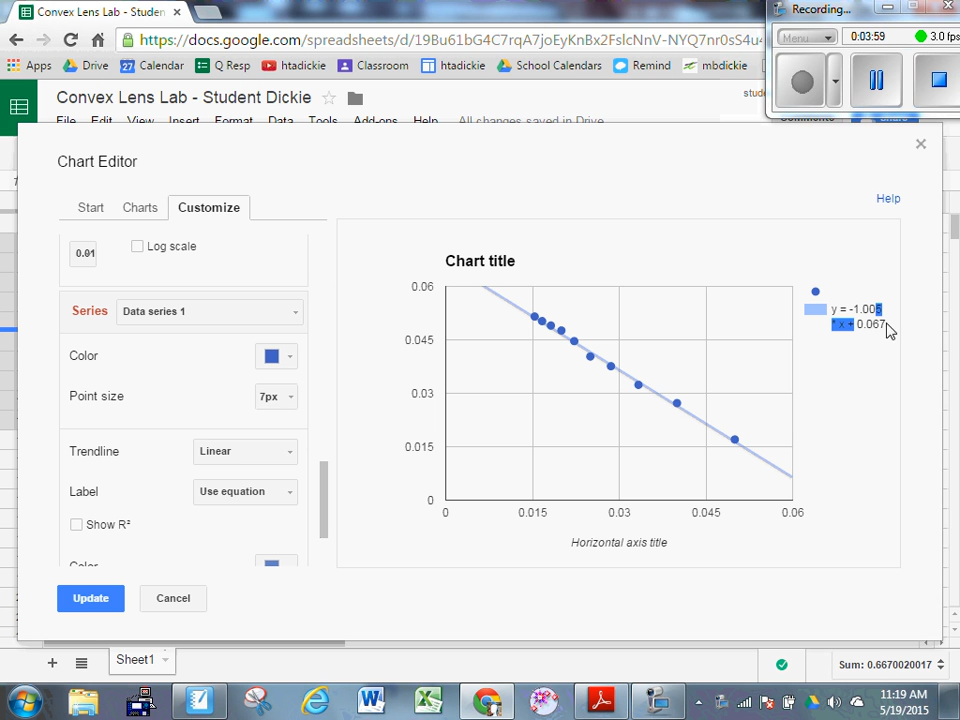 Convex Lens Lab - Studen
Recording...
https://docs.google.com/spreadsheets/d/19Bu61bG4C7rqA7joEyKnBx2FslcNnV-NYQ7nr0sS4u4
Menu
0:03:59
3.0 fps
Apps Drive Calendar Q Resp htadickie Classroom htadickie School Calendars Remind mbdickie
Convex Lens Lab - Student Dickie
File Edit View Insert Format Data Tools Add-ons Help All changes saved in Drive
Comments
Share
Chart Editor
Help
Start Charts Customize
0.01
Log scale
Series
Data series 1
Color
Point size
7px
Trendline
Linear
Label
Use equation
Show R²
Color
Chart title
0.06
0.045
0.03
0.015
0
0 0.015 0.03 0.045 0.06
Horizontal axis title
y = -1.005
* x + 0.067
Update Cancel
Sheet1
Sum: 0.6670020017
11:19 AM
5/19/2015